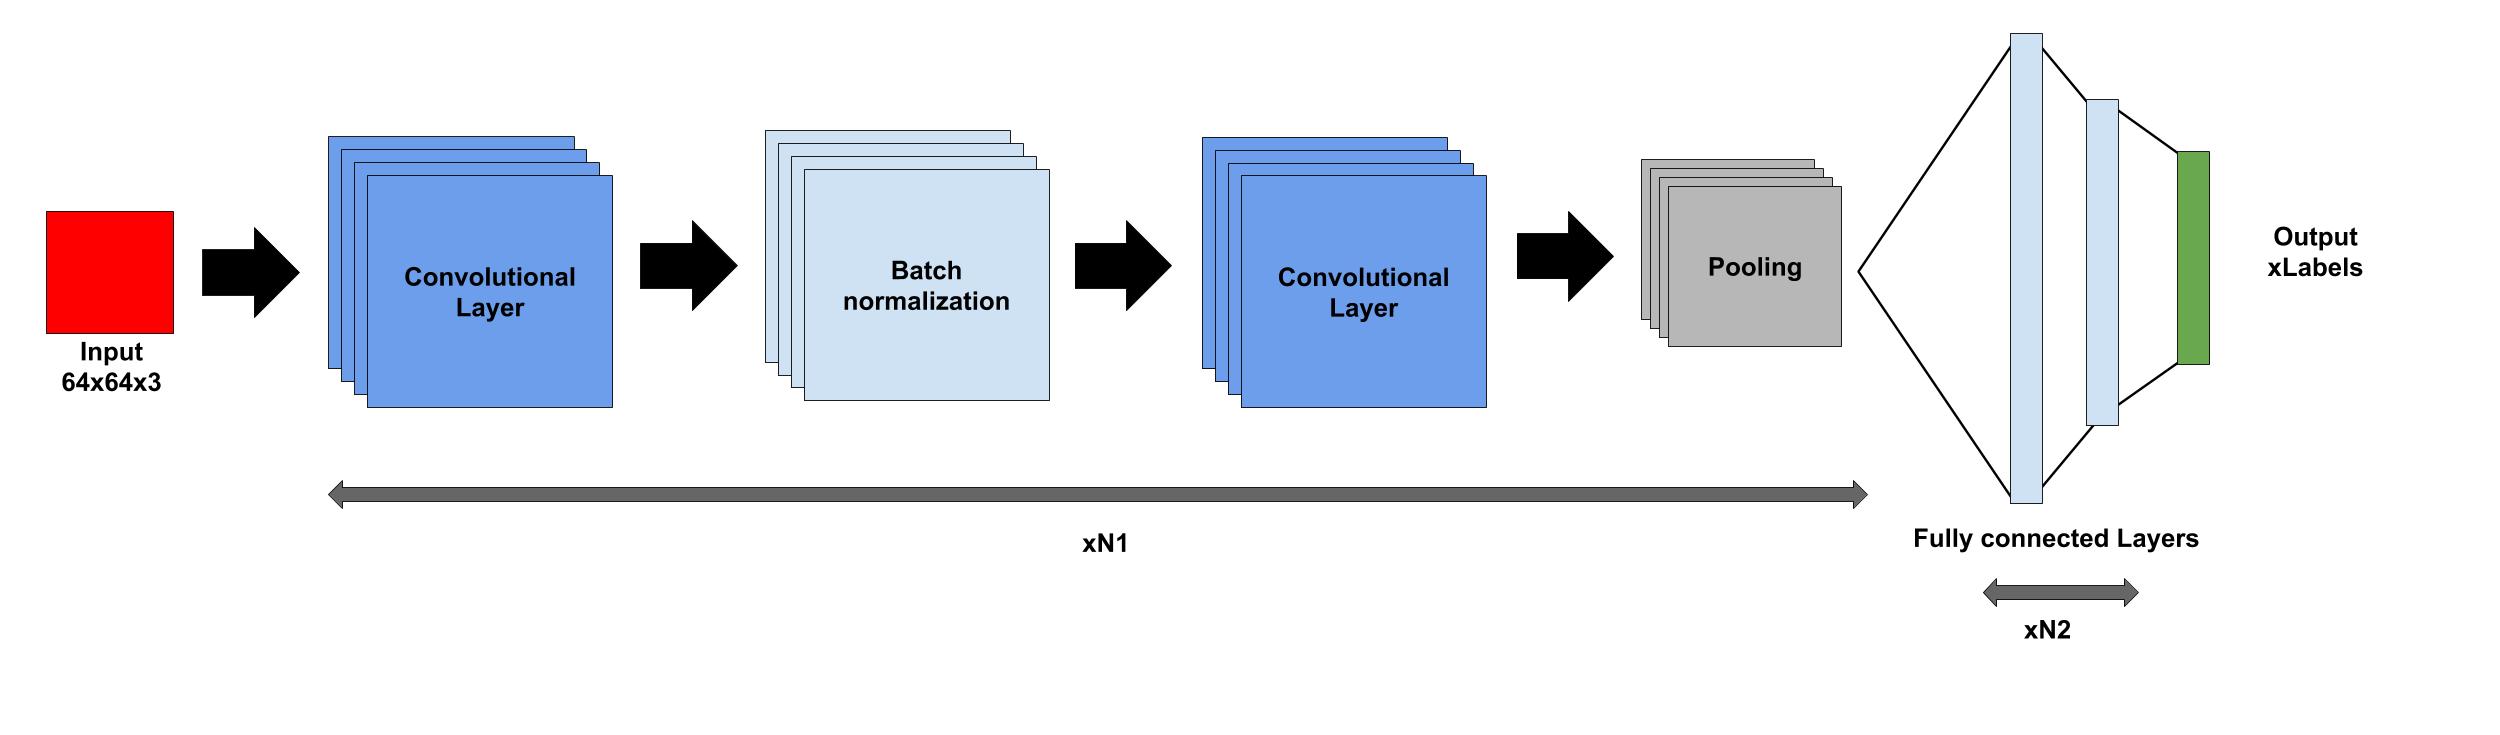 Input
64x64x3
Convolutional
Layer
Batch
normalization
Convolutional
Layer
Pooling
Output
xLabels
xN1
Fully connected Layers
xN2